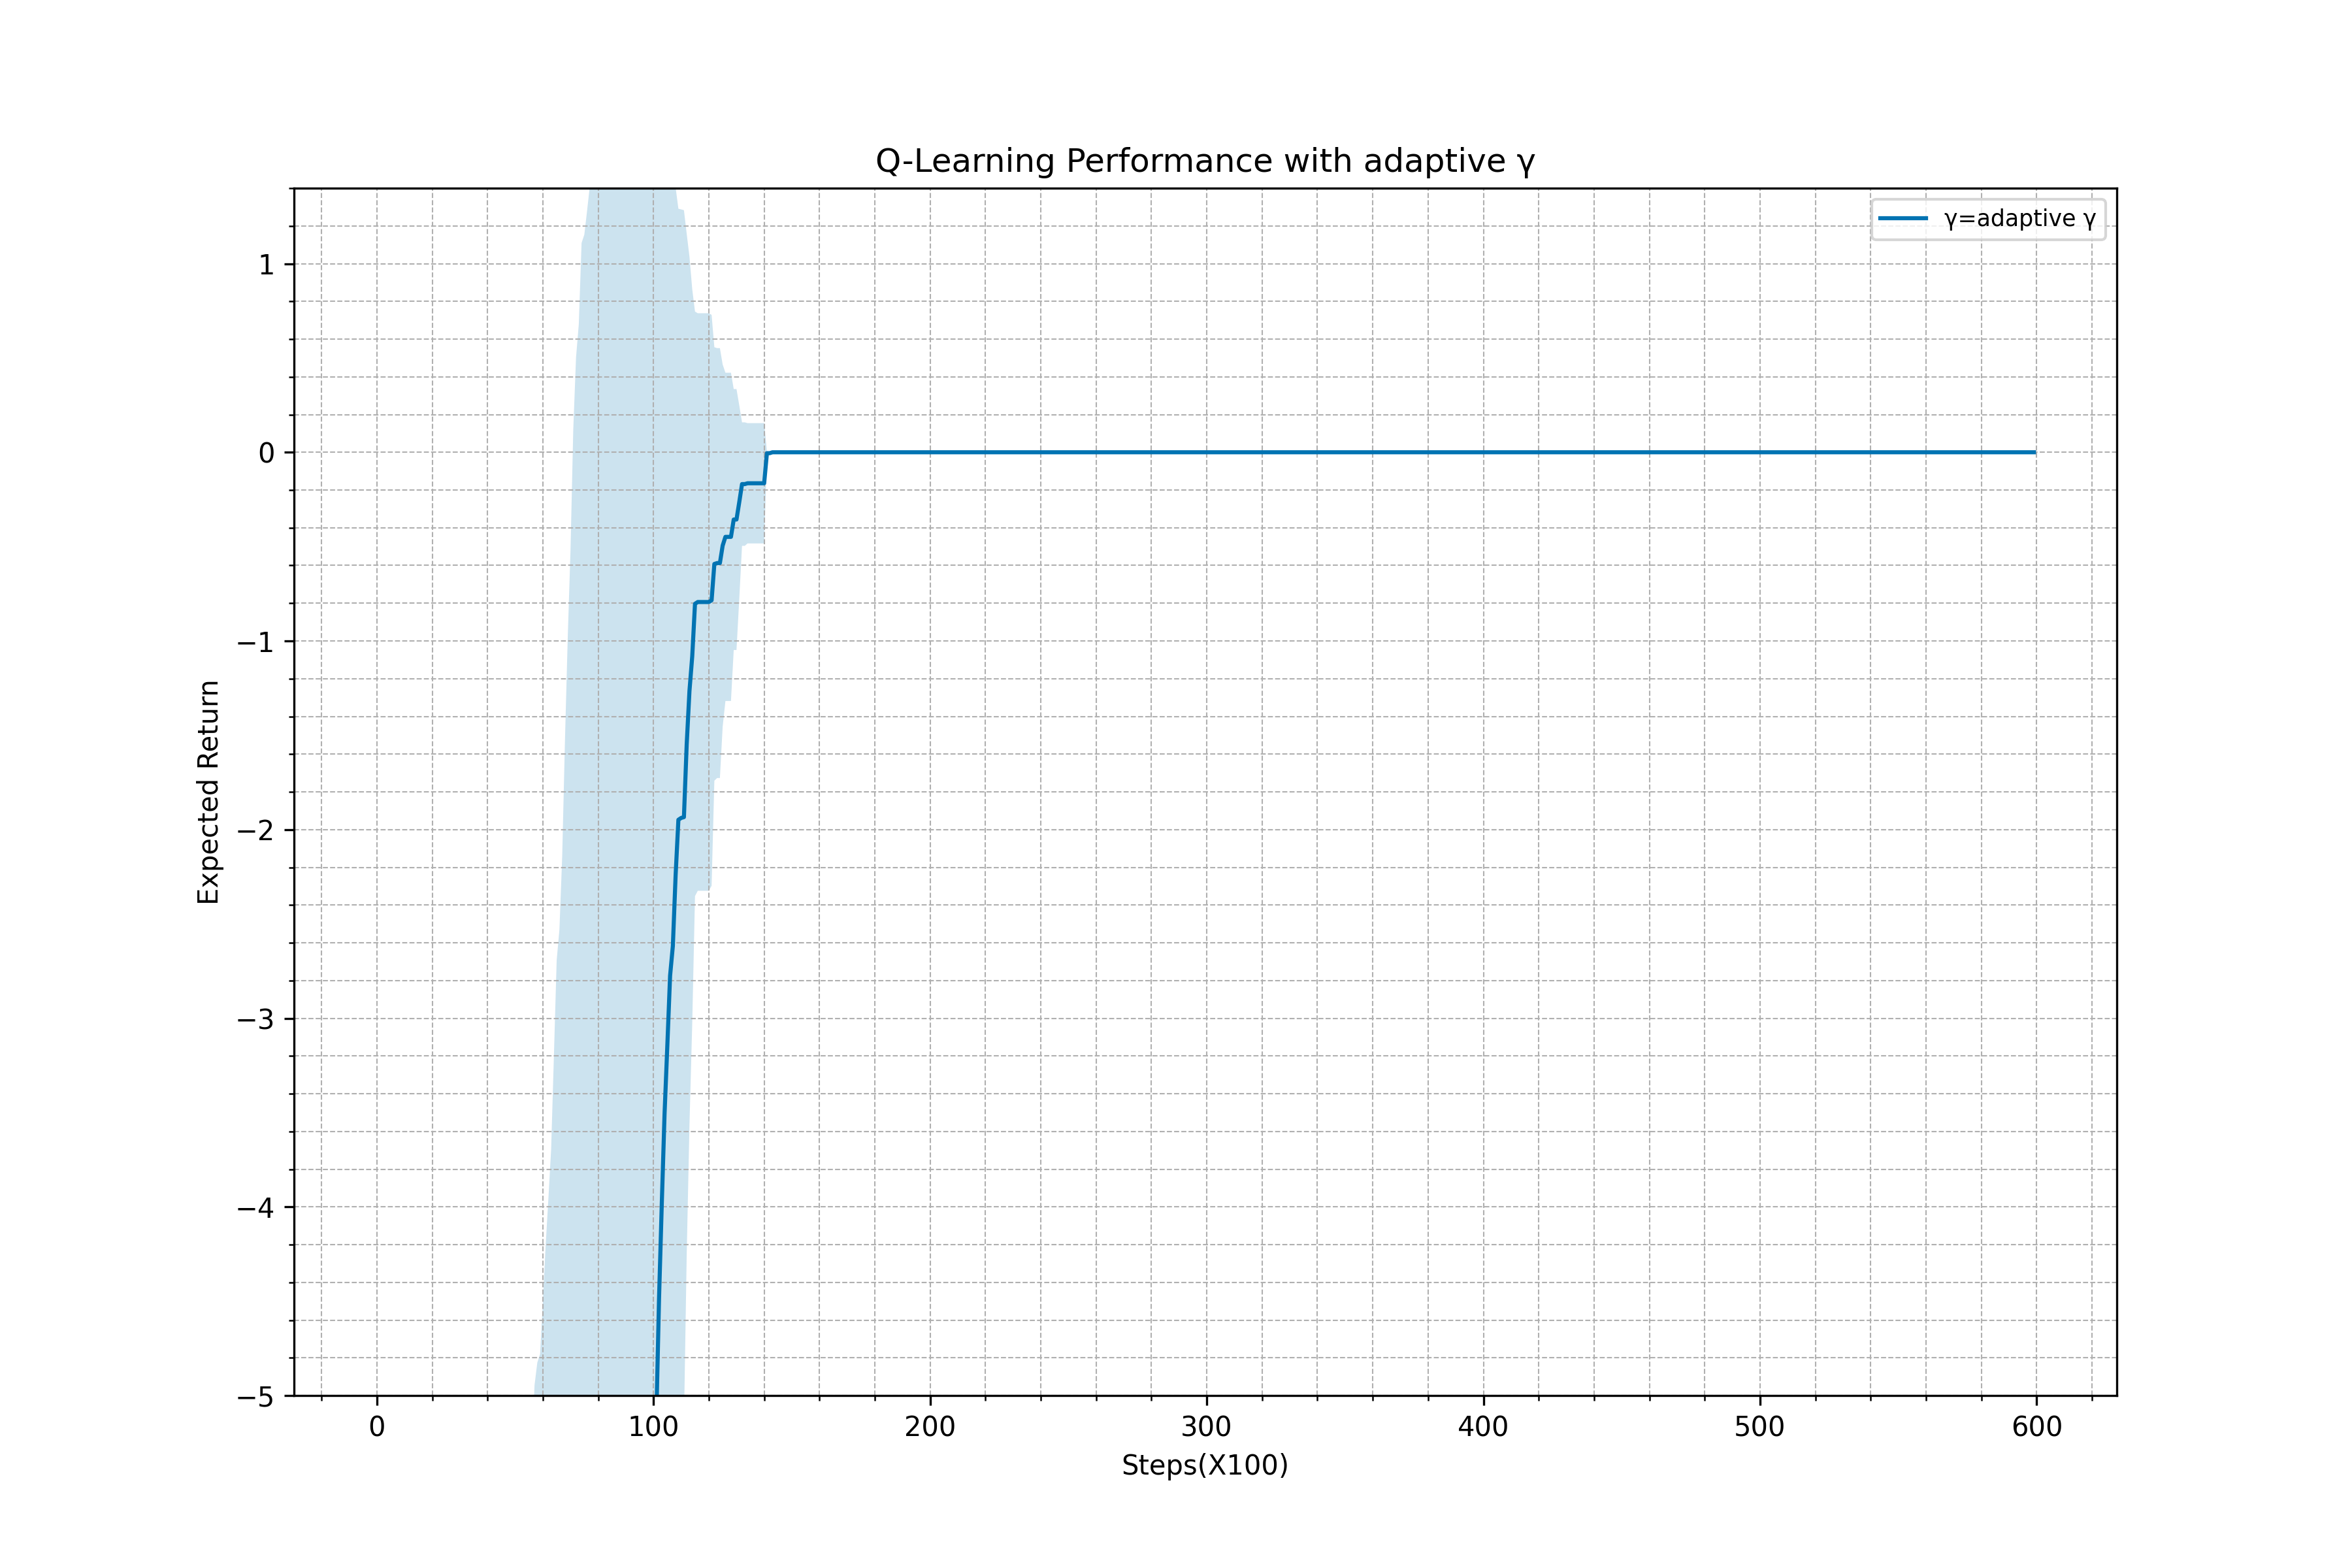 Q-Learning Performance with adaptive γ
γ=adaptive γ
1
0
−1
−2
−3
−4
−5
Expected Return
0 100 200 300 400 500 600
Steps(X100)